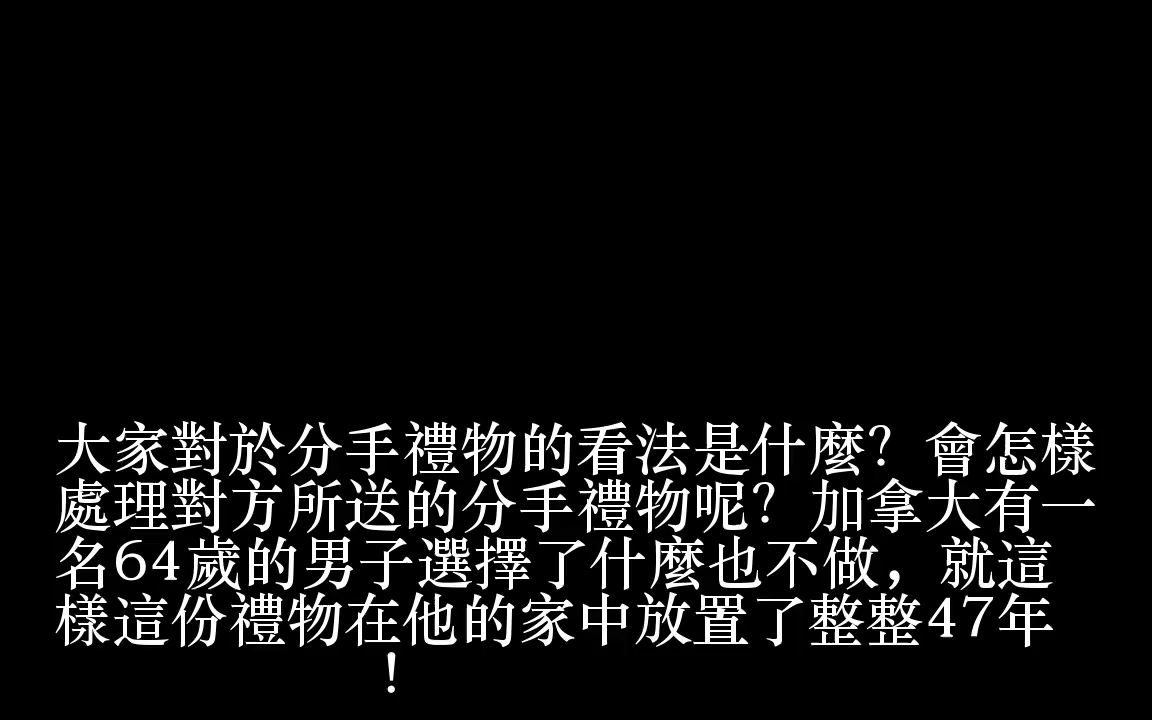 大家對於分手禮物的看法是什麼？會怎樣
處理對方所送的分手禮物呢？加拿大有一
名64歲的男子選擇了什麼也不做，就這
樣這份禮物在他的家中放置了整整47年
！